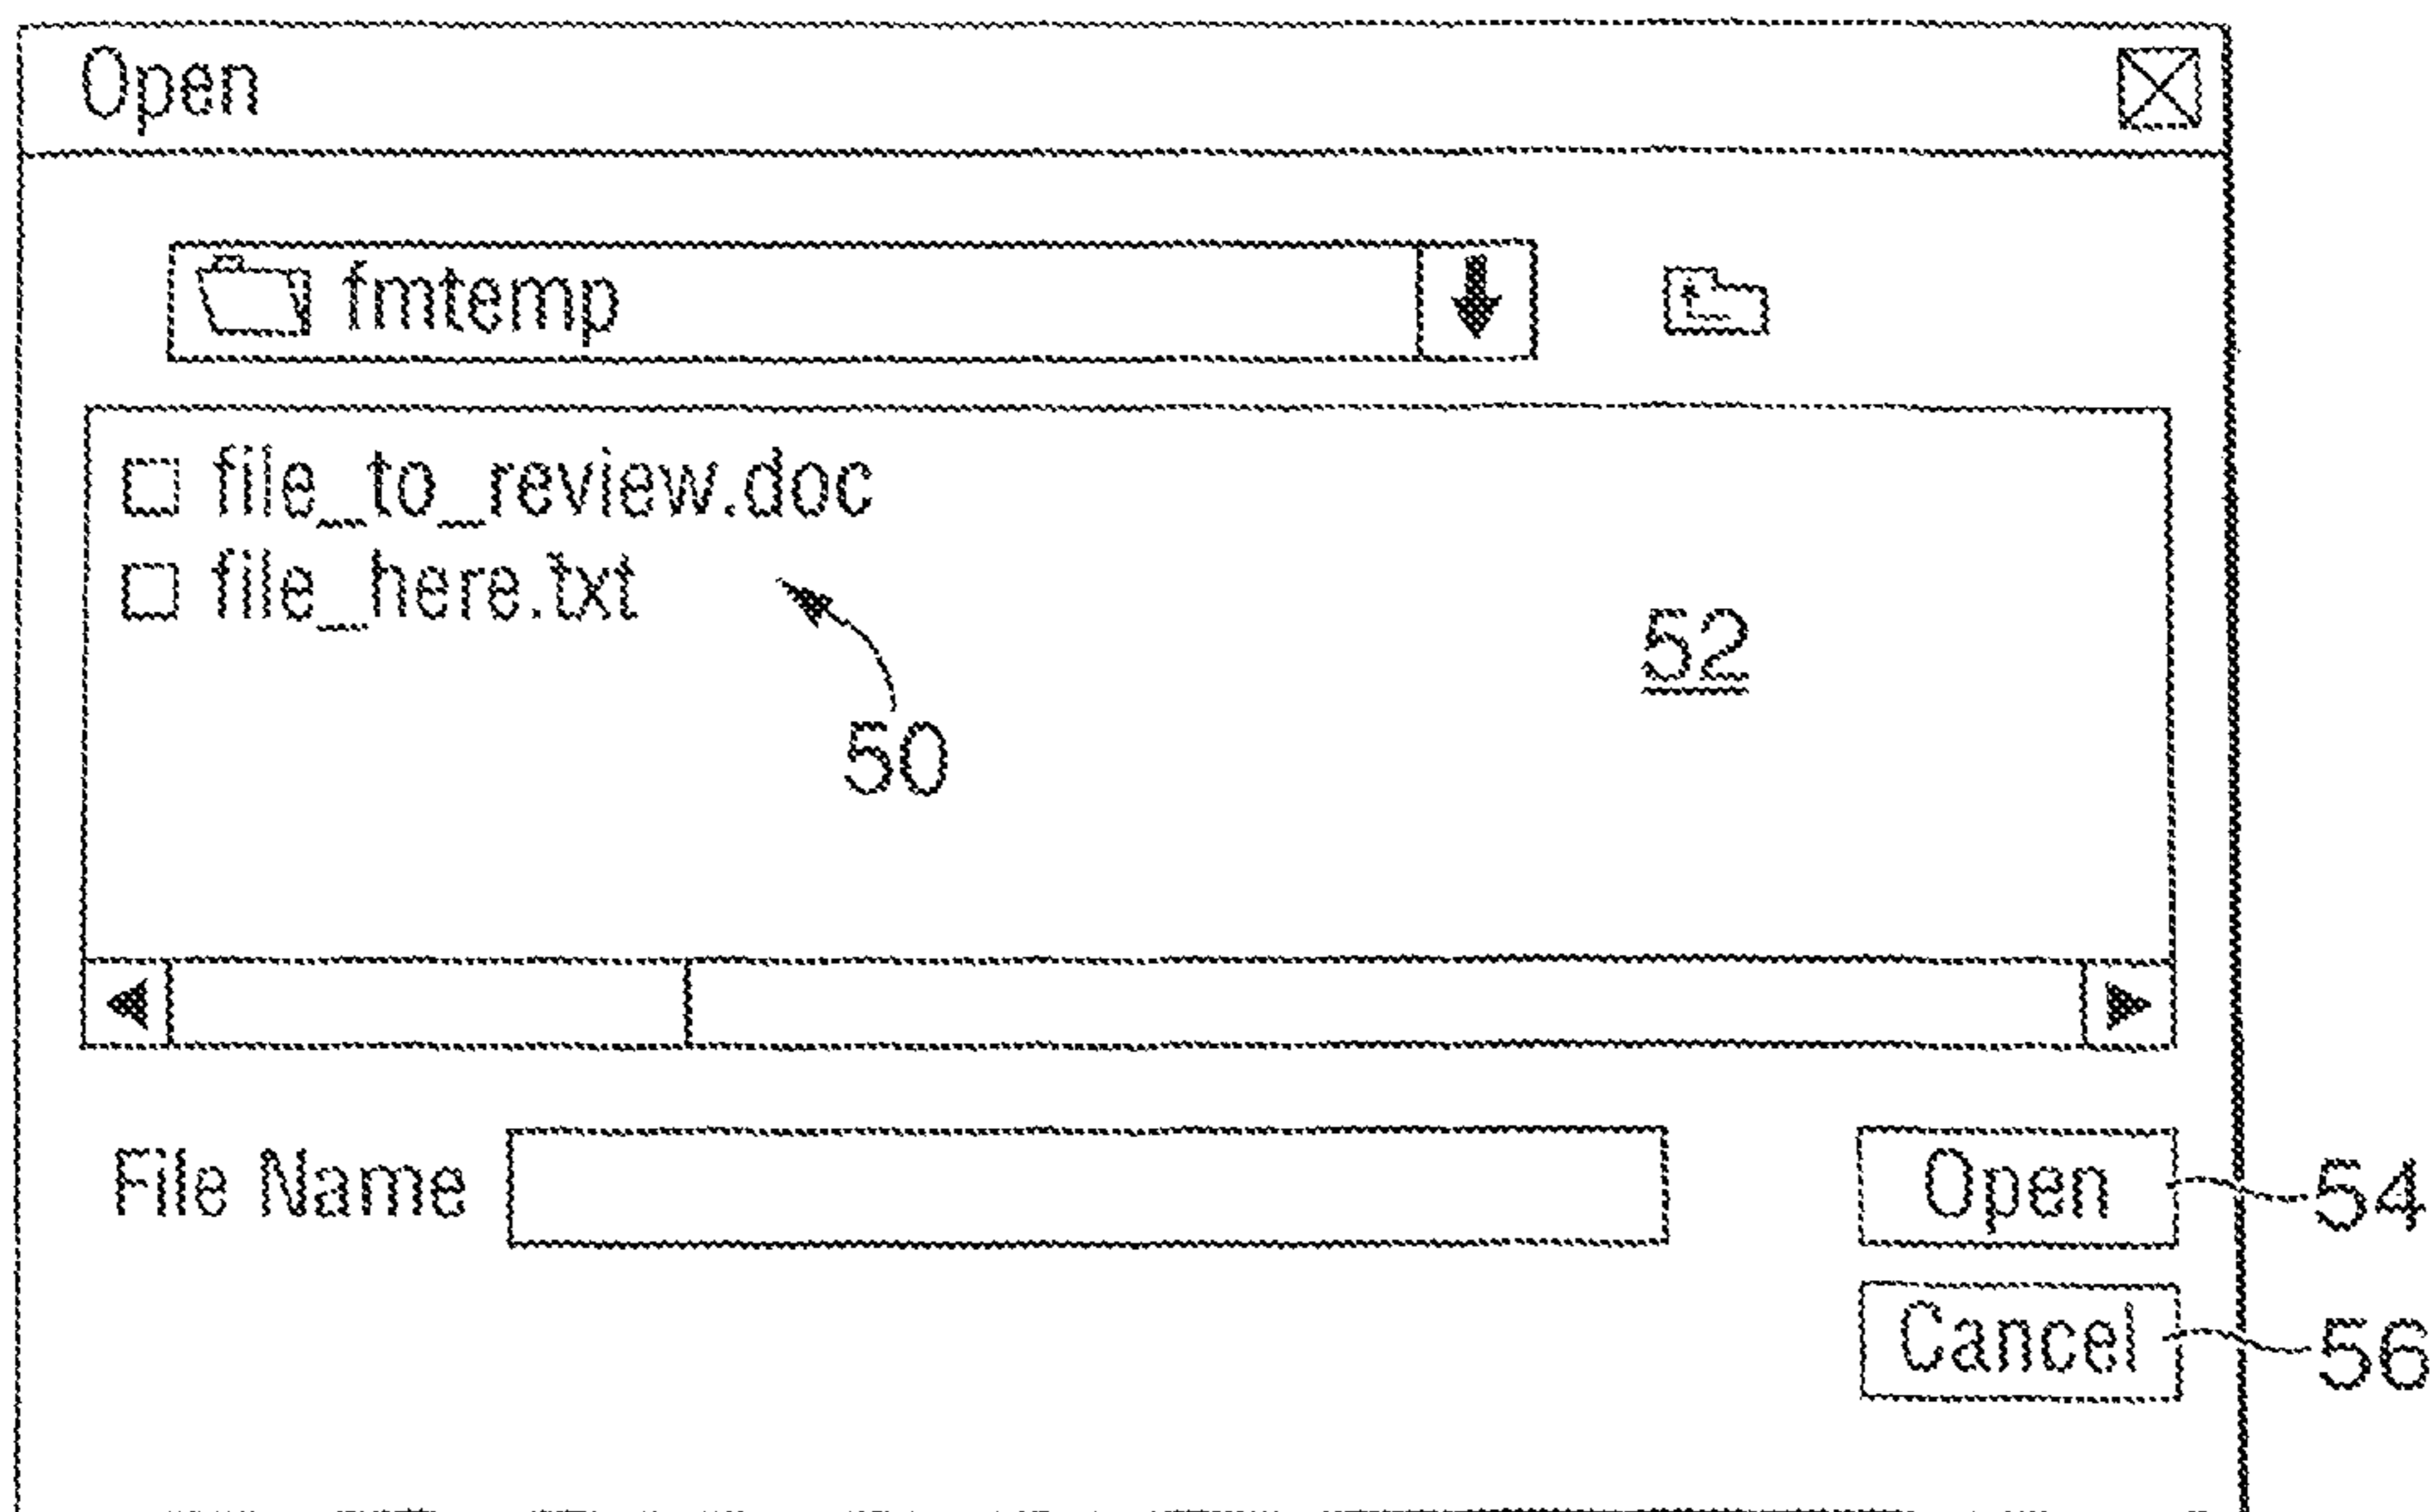 Open
fmtemp
file_to_review.doc
file_here.txt
52
50
File Name
Open
54
Cancel
56